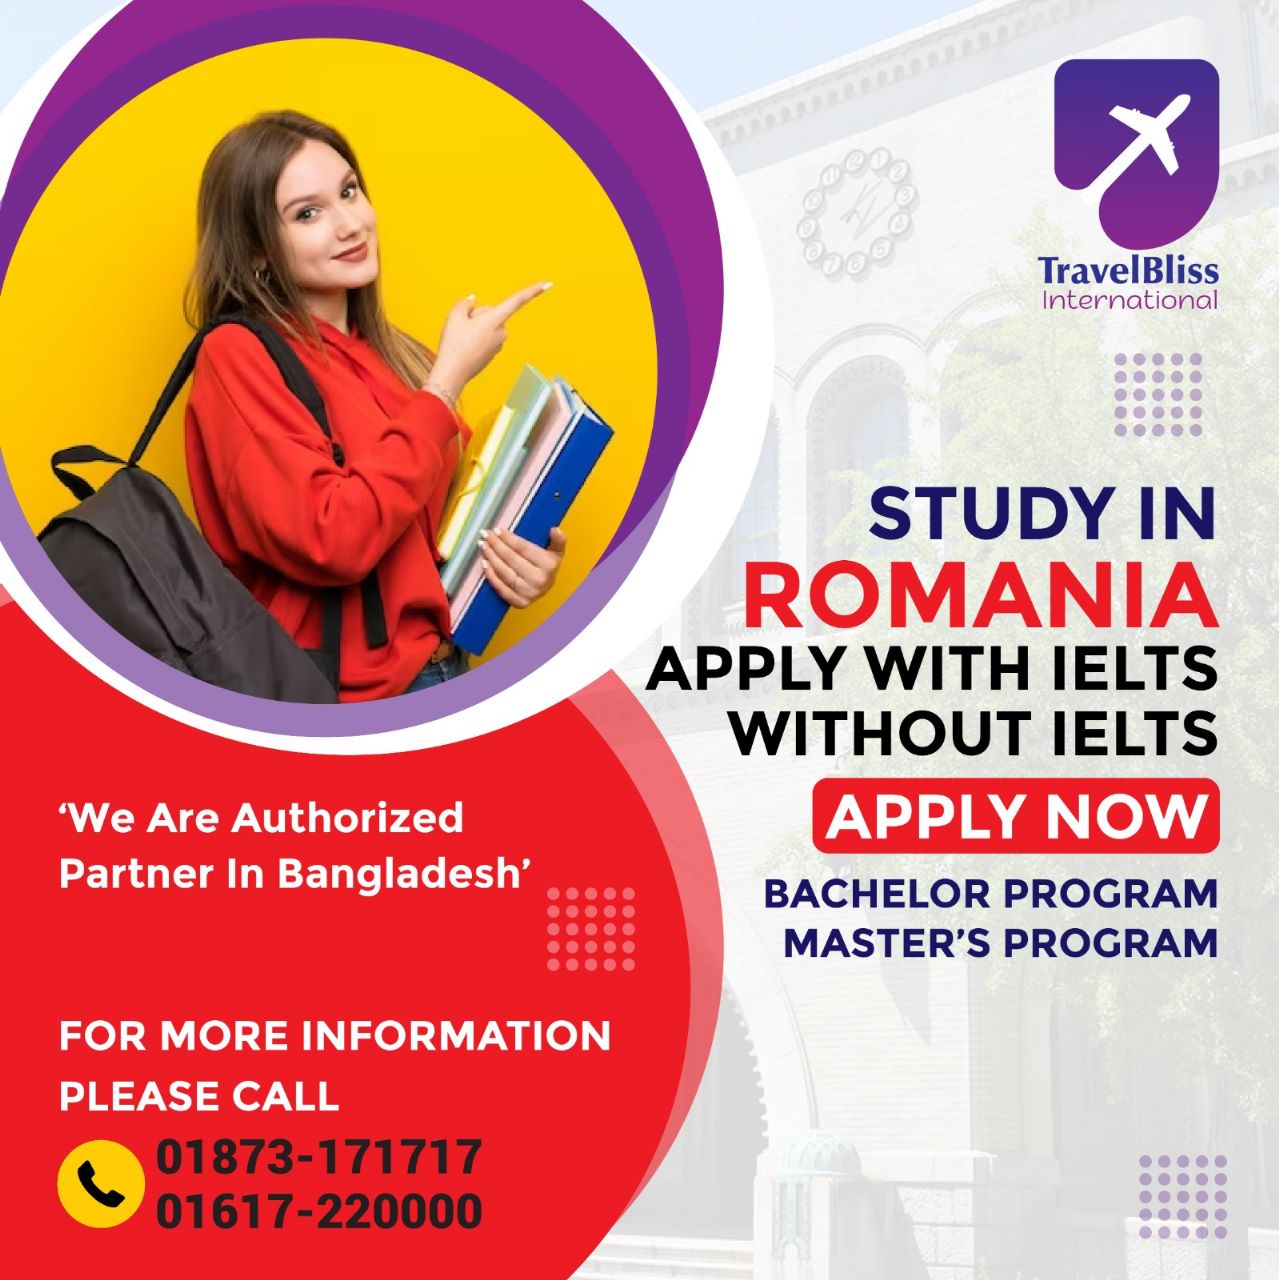 TravelBliss
International
STUDY IN
ROMANIA
APPLY WITH IELTS
WITHOUT IELTS
APPLY NOW
BACHELOR PROGRAM
MASTER'S PROGRAM
‘We Are Authorized
Partner In Bangladesh’
FOR MORE INFORMATION
PLEASE CALL
01873-171717
01617-220000